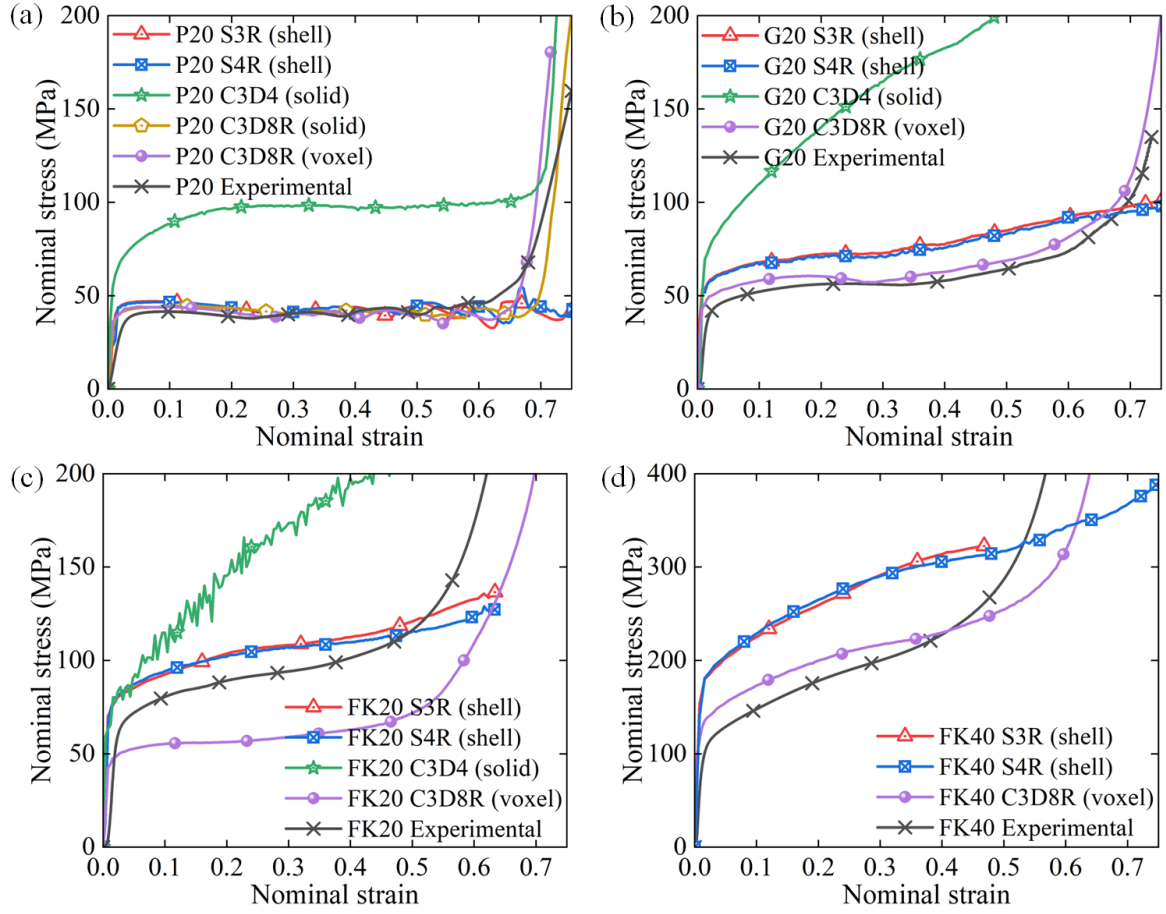 (a)
200
150
100
50
0
Nominal stress (MPa)
P20 S3R (shell)
P20 S4R (shell)
P20 C3D4 (solid)
P20 C3D8R (solid)
P20 C3D8R (voxel)
P20 Experimental
0.0 0.1 0.2 0.3 0.4 0.5 0.6 0.7
Nominal strain
(b)
200
150
100
50
0
Nominal stress (MPa)
G20 S3R (shell)
G20 S4R (shell)
G20 C3D4 (solid)
G20 C3D8R (voxel)
G20 Experimental
0.0 0.1 0.2 0.3 0.4 0.5 0.6 0.7
Nominal strain
(c)
200
150
100
50
0
Nominal stress (MPa)
FK20 S3R (shell)
FK20 S4R (shell)
FK20 C3D4 (solid)
FK20 C3D8R (voxel)
FK20 Experimental
0.0 0.1 0.2 0.3 0.4 0.5 0.6 0.7
Nominal strain
(d)
400
300
200
100
0
Nominal stress (MPa)
FK40 S3R (shell)
FK40 S4R (shell)
FK40 C3D8R (voxel)
FK40 Experimental
0.0 0.1 0.2 0.3 0.4 0.5 0.6 0.7
Nominal strain